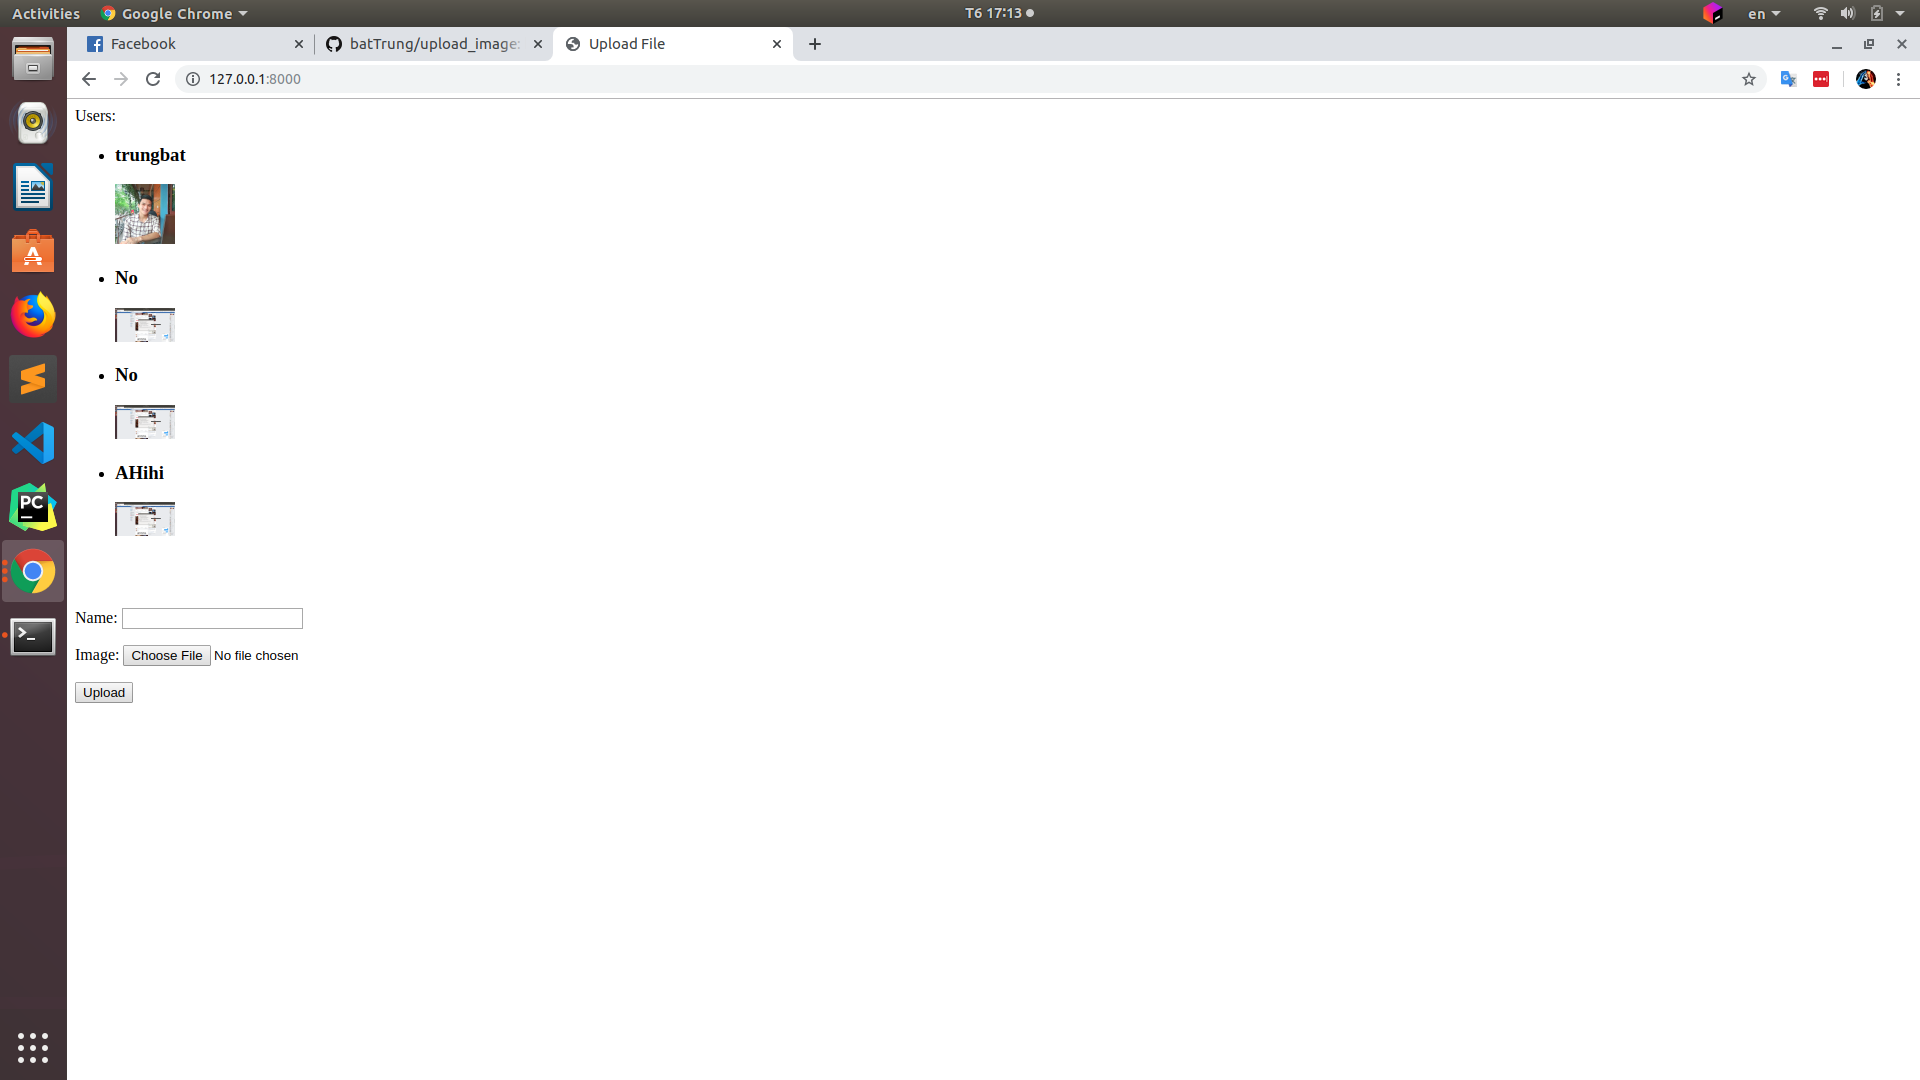 Activities
Google Chrome
T6 17:13
en
Facebook
batTrung/upload_image:
Upload File
127.0.0.1:8000
Users:
trungbat
No
No
AHihi
Name:
Image: Choose File No file chosen
Upload
PC